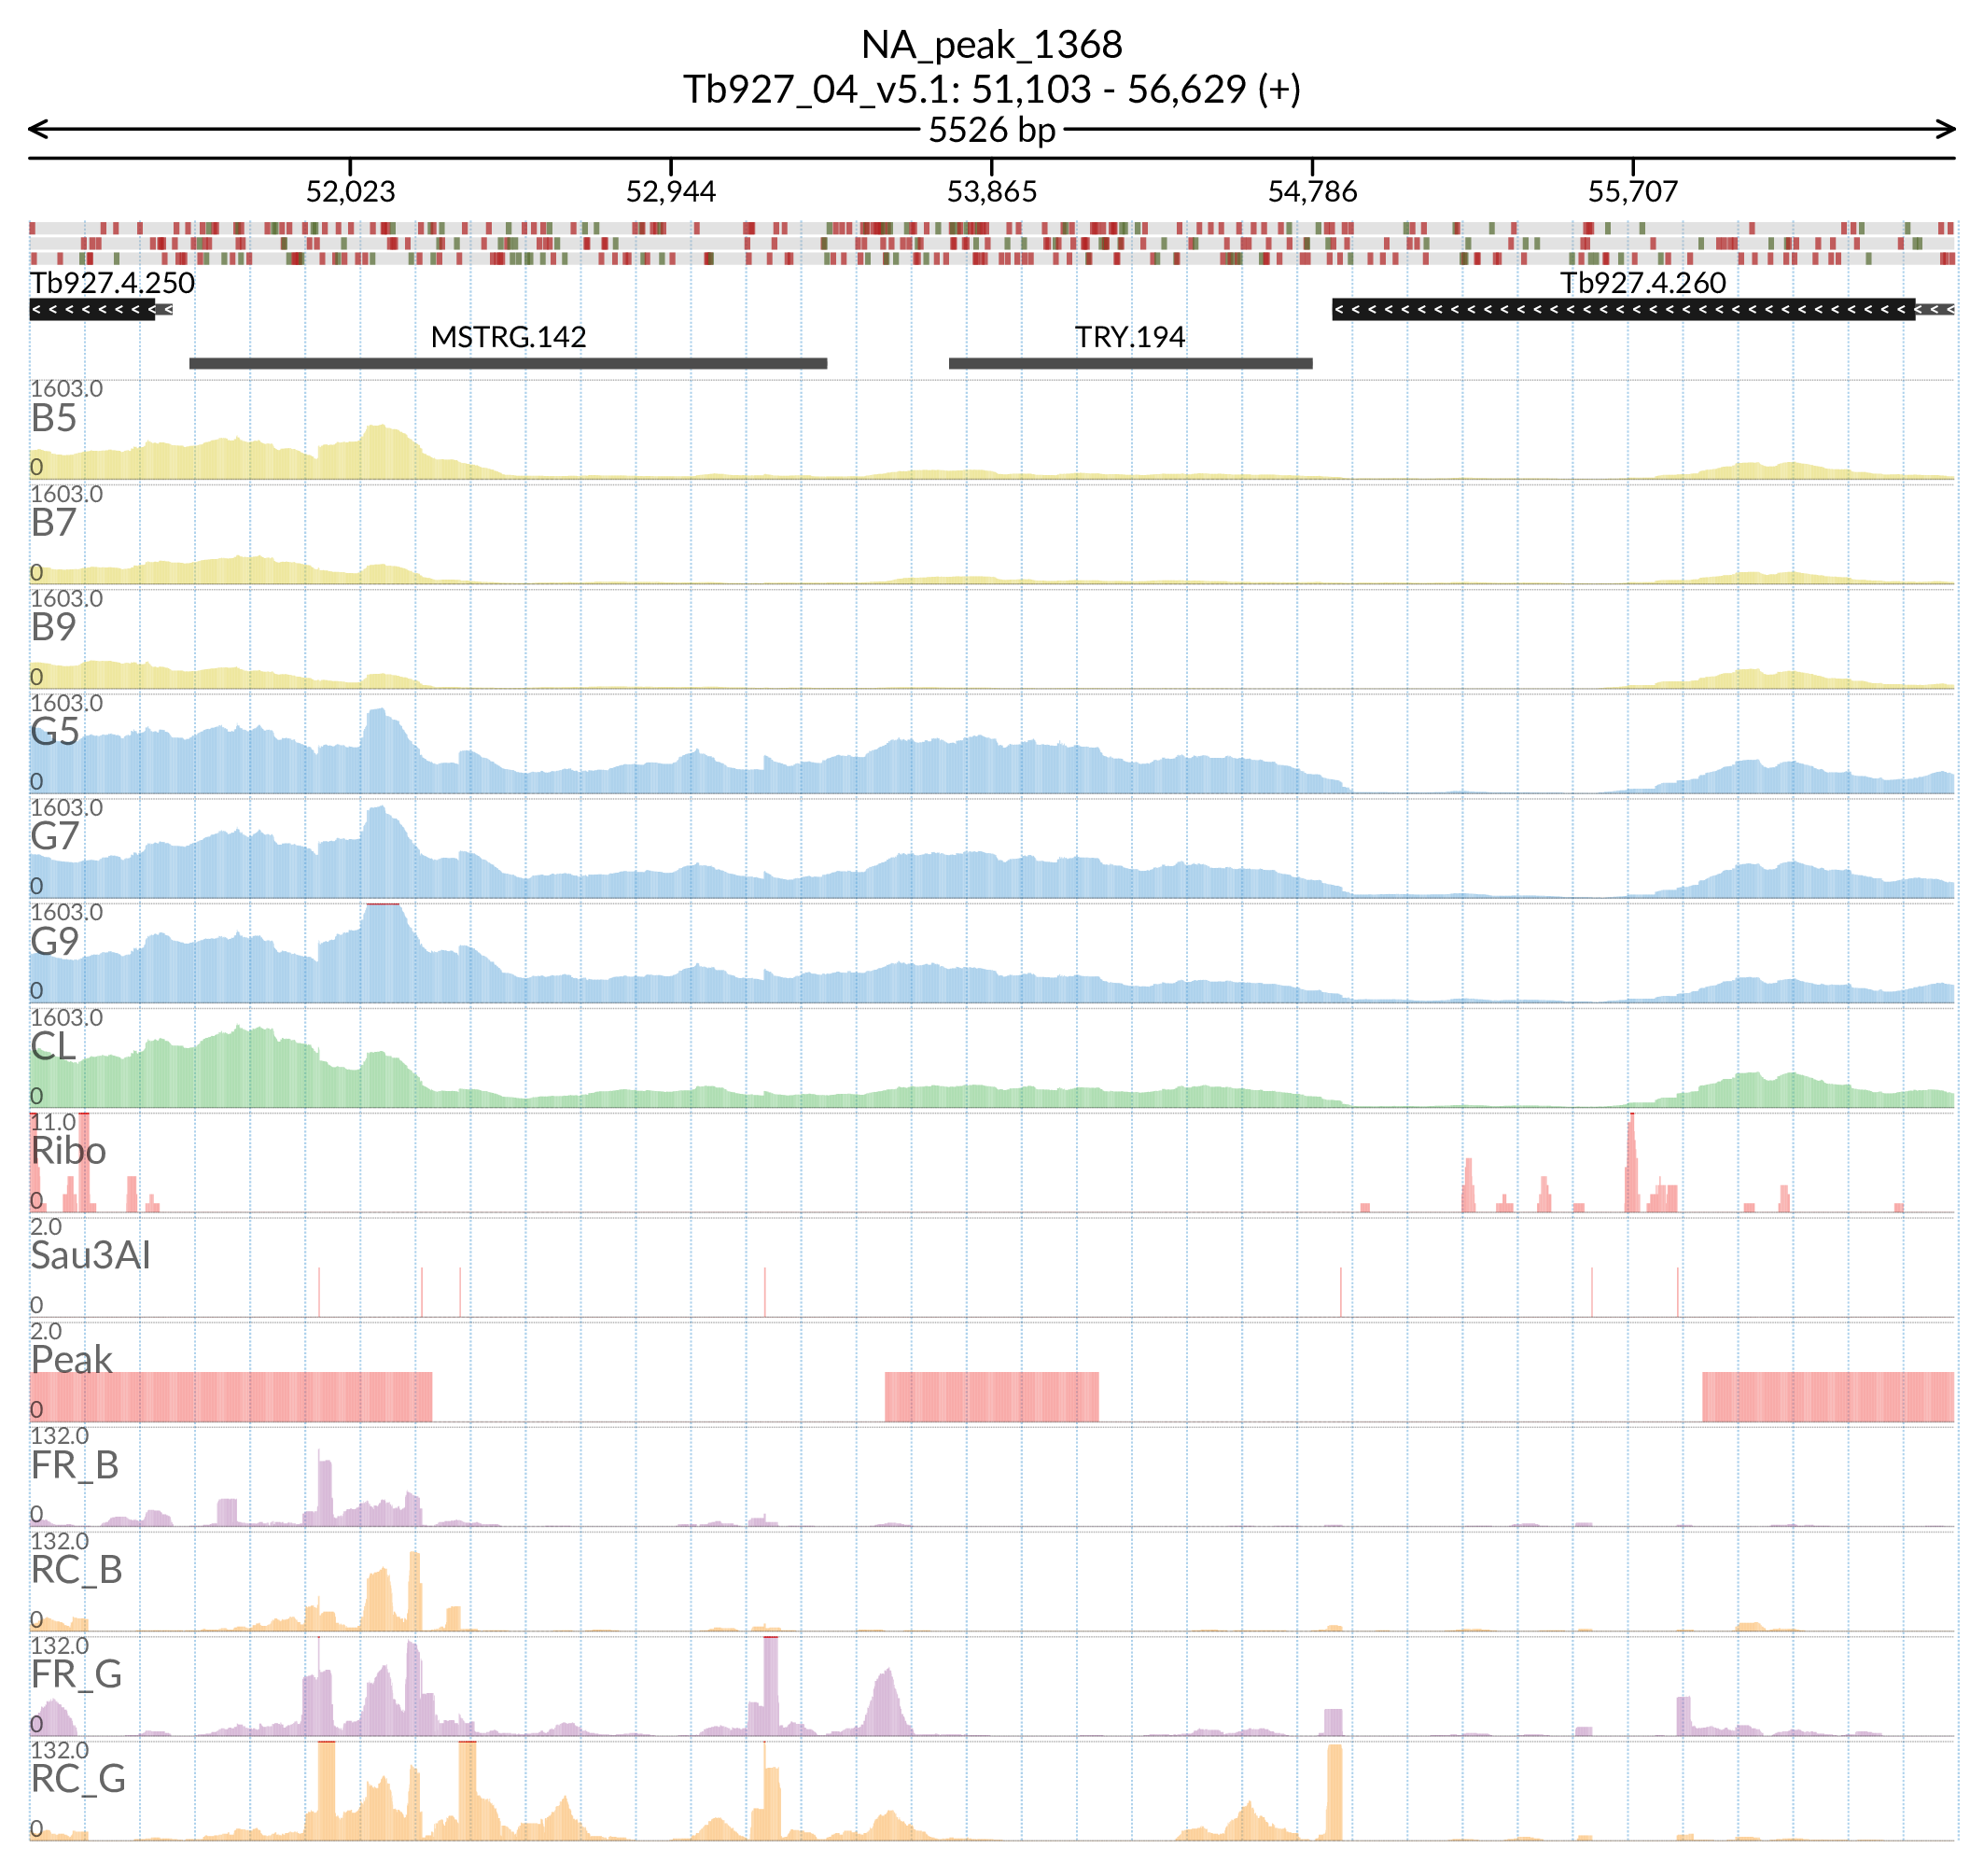 NA_peak_1368
Tb927_04_v5.1: 51,103 - 56,629 (+)
5526 bp
52,023 52,944 53,865 54,786 55,707
Tb927.4.250 Tb927.4.260
MSTRG.142 TRY.194
1603.0
B5
0
1603.0
B7
0
1603.0
B9
0
1603.0
G5
0
1603.0
G7
0
1603.0
G9
0
1603.0
CL
0
11.0
Ribo
0
2.0
Sau3AI
0
2.0
Peak
0
132.0
FR_B
0
132.0
RC_B
0
132.0
FR_G
0
132.0
RC_G
0